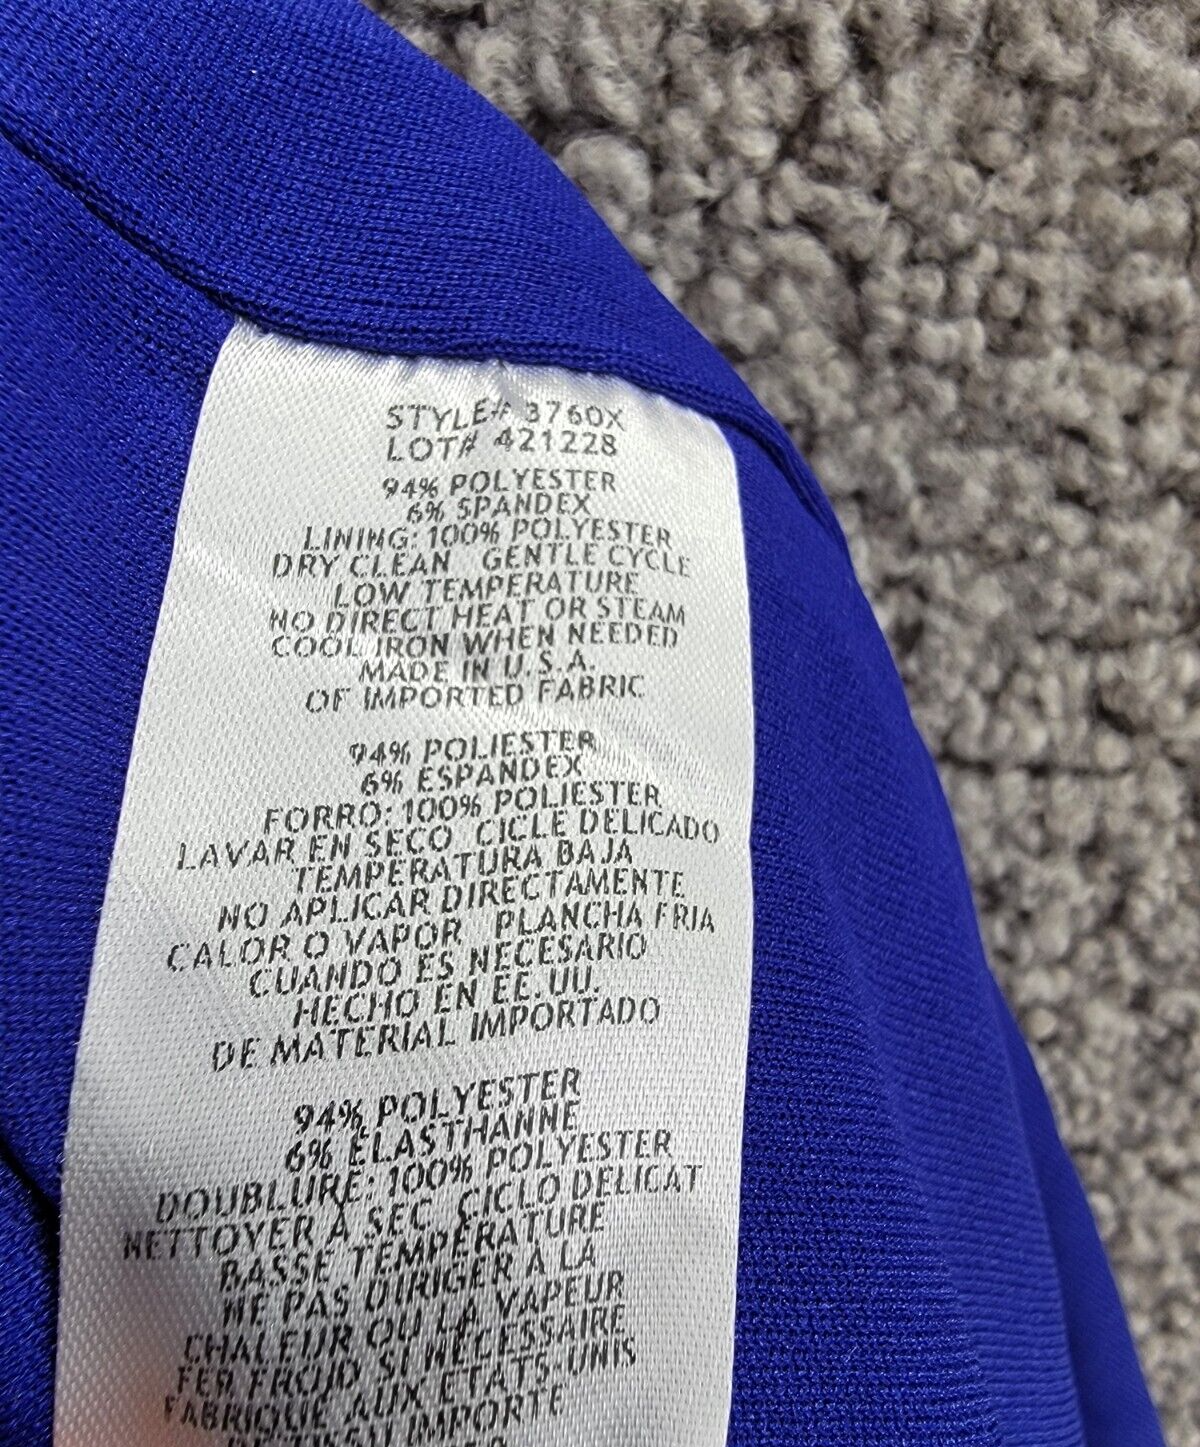 STYLE# 3760X
LOT# 421228
94% POLYESTER
6% SPANDEX
LINING: 100% POLYESTER
DRY CLEAN GENTLE CYCLE
LOW TEMPERATURE
NO DIRECT HEAT OR STEAM
COOL IRON WHEN NEEDED
MADE IN U.S.A.
OF IMPORTED FABRIC
94% POLIESTER
6% ESPANDEX
FORRO: 100% POLIESTER
LAVAR EN SECO CICLE DELICADO
TEMPERATURA BAJA
NO APLICAR DIRECTAMENTE
CALOR O VAPOR PLANCHA FRIA
CUANDO ES NECESARIO
HECHO EN EE.UU.
DE MATERIAL IMPORTADO
94% POLYESTER
6% ELASTHANNE
DOUBLURE: 100% POLYESTER
NETTOYER A SEC CICLO DELICAT
BASSE TEMPÉRATURE
NE PAS DIRIGER A LA
CHALEUR OU LA VAPEUR
FER FROJD SI NÉCESSAIRE
FABRIQUE AUX ETATS-UNIS
IMPORTE